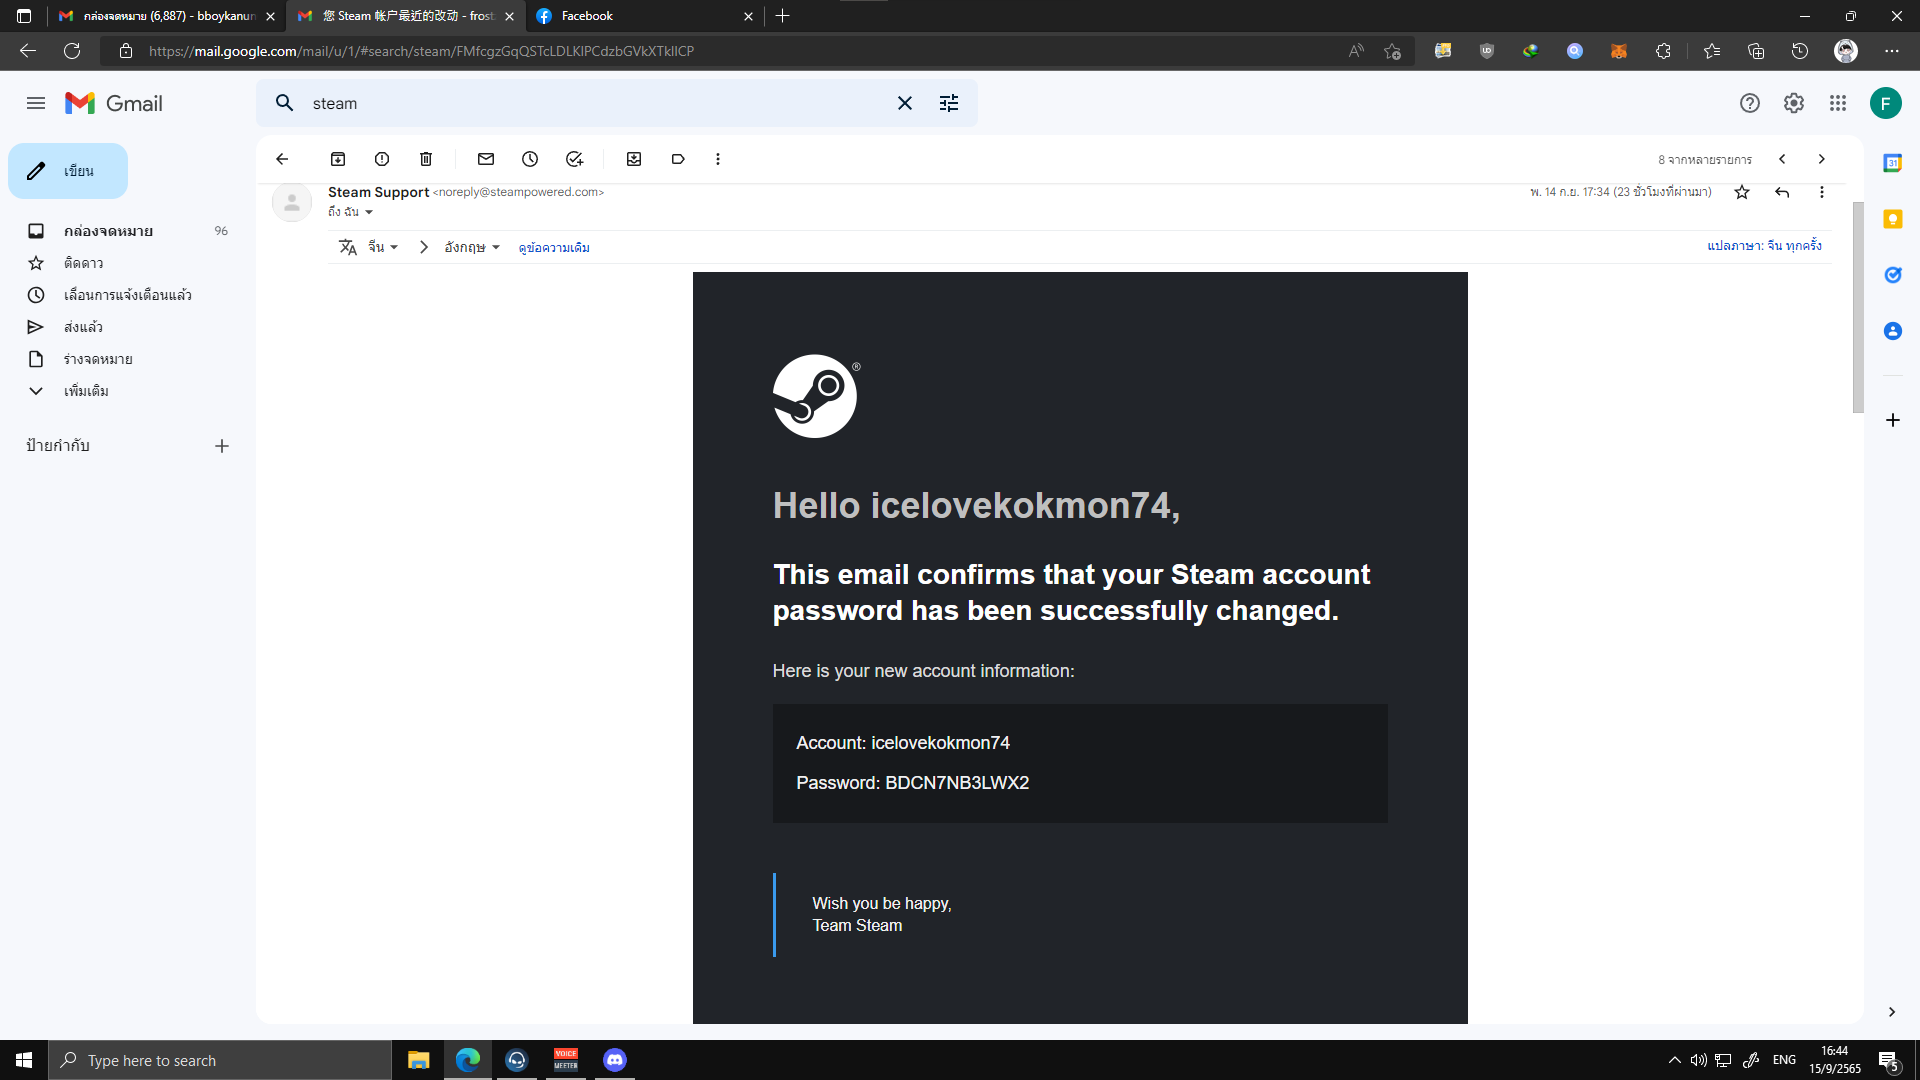 กล่องจดหมาย (6,887) - bboykanun
您 Steam 帐户最近的改动 - frost
Facebook
https://mail.google.com/mail/u/1/#search/steam/FMfcgzGqQSTcLDLKlPCdzbGVkXTkllCP
Gmail
steam
F
เขียน
8 จากหลายรายการ
Steam Support <noreply@steampowered.com>
พ. 14 ก.ย. 17:34 (23 ชั่วโมงที่ผ่านมา)
ถึง ฉัน
กล่องจดหมาย 96
ติดดาว
เลื่อนการแจ้งเตือนแล้ว
ส่งแล้ว
ร่างจดหมาย
เพิ่มเติม
ป้ายกำกับ
จีน
อังกฤษ
ดูข้อความเดิม
แปลภาษา: จีน ทุกครั้ง
Hello icelovekokmon74,
This email confirms that your Steam account
password has been successfully changed.
Here is your new account information:
Account: icelovekokmon74
Password: BDCN7NB3LWX2
Wish you be happy,
Team Steam
Type here to search
VOICE
MEETER
ENG
16:44
15/9/2565
5